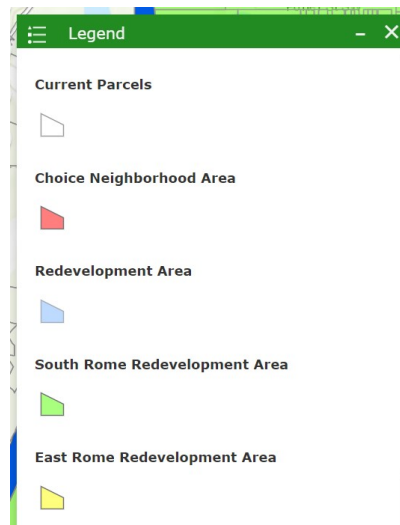 Legend
Current Parcels
Choice Neighborhood Area
Redevelopment Area
South Rome Redevelopment Area
East Rome Redevelopment Area